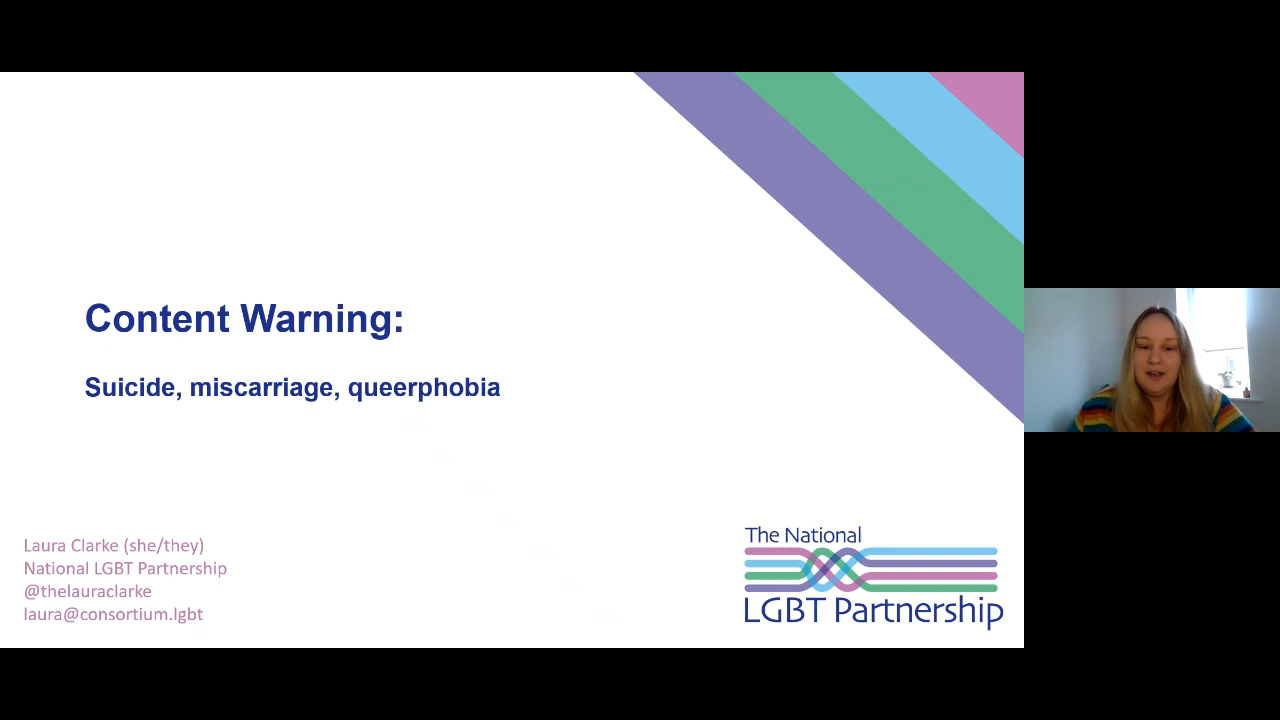 Content Warning:
Suicide, miscarriage, queerphobia
Laura Clarke (she/they)
National LGBT Partnership
@thelauraclarke
laura@consortium.lgbt
The National
LGBT Partnership